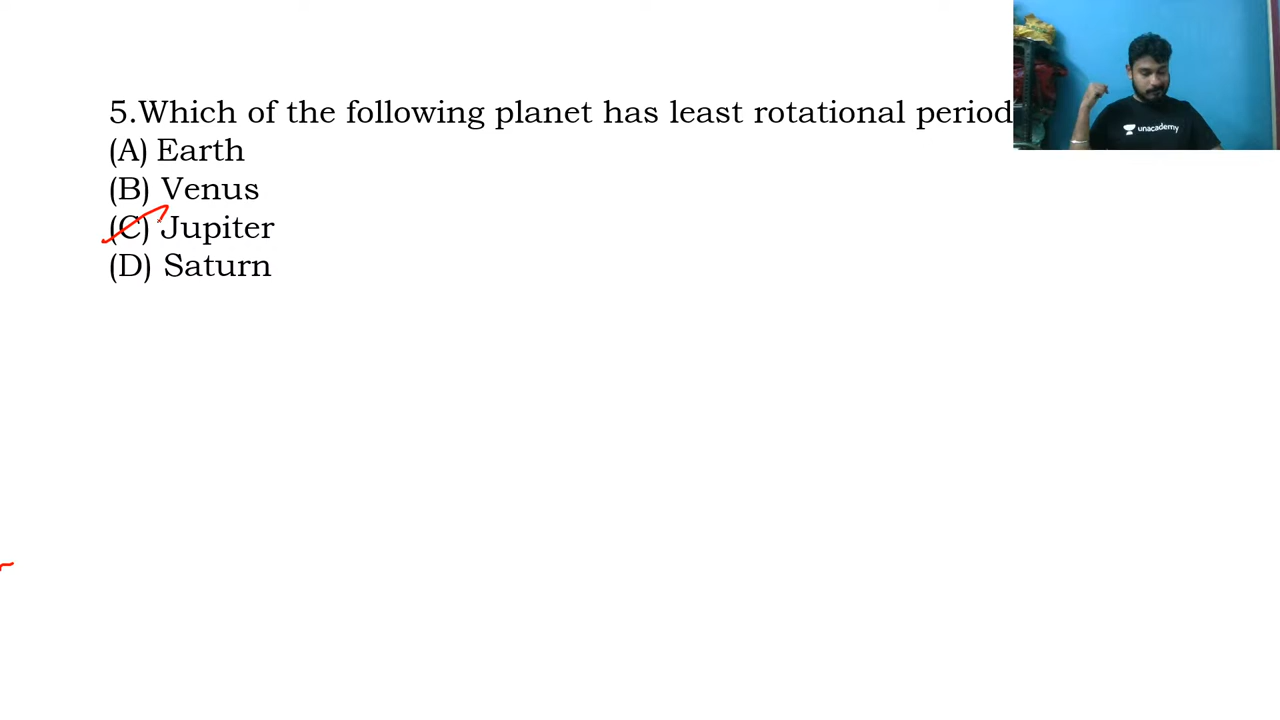 5.Which of the following planet has least rotational period
(A) Earth
(B) Venus
(C) Jupiter
(D) Saturn
unacademy